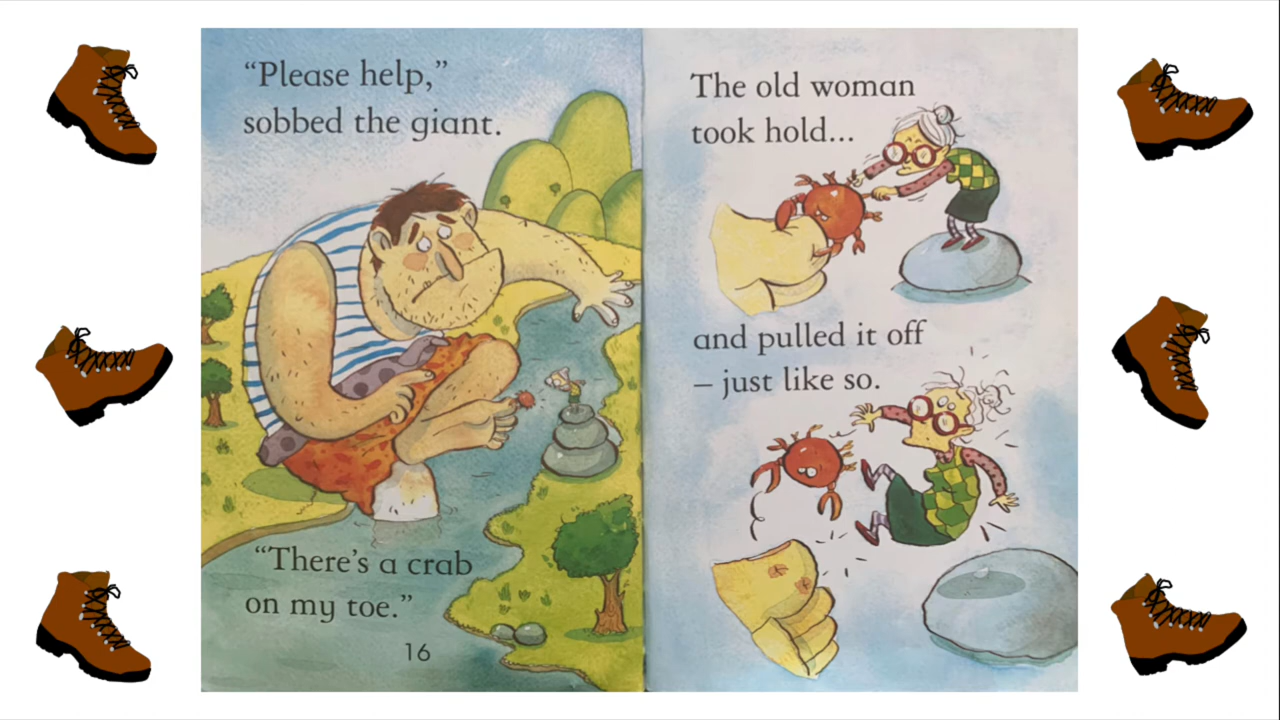 “Please help,”
sobbed the giant.
“There’s a crab
on my toe.”
16
The old woman
took hold...
and pulled it off
– just like so.